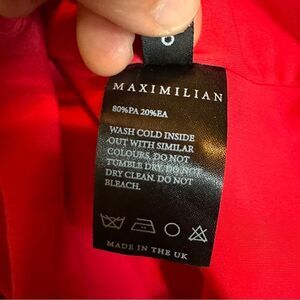 6
MAXIMILIAN
80%PA 20%EA
WASH COLD INSIDE
OUT WITH SIMILAR
COLOURS. DO NOT
TUMBLE DRY. DO NOT
DRY CLEAN. DO NOT
BLEACH.
MADE IN THE UK